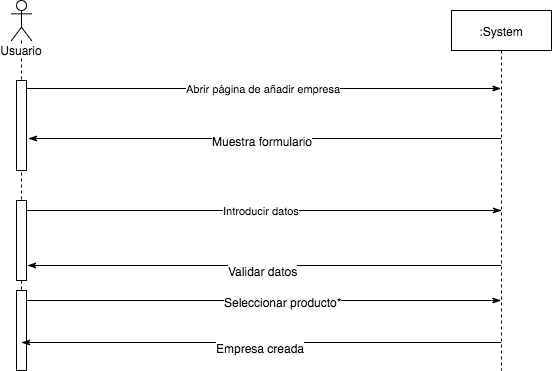 :System
Usuario
Abrir página de añadir empresa
Muestra formulario
Introducir datos
Validar datos
Seleccionar producto*
Empresa creada